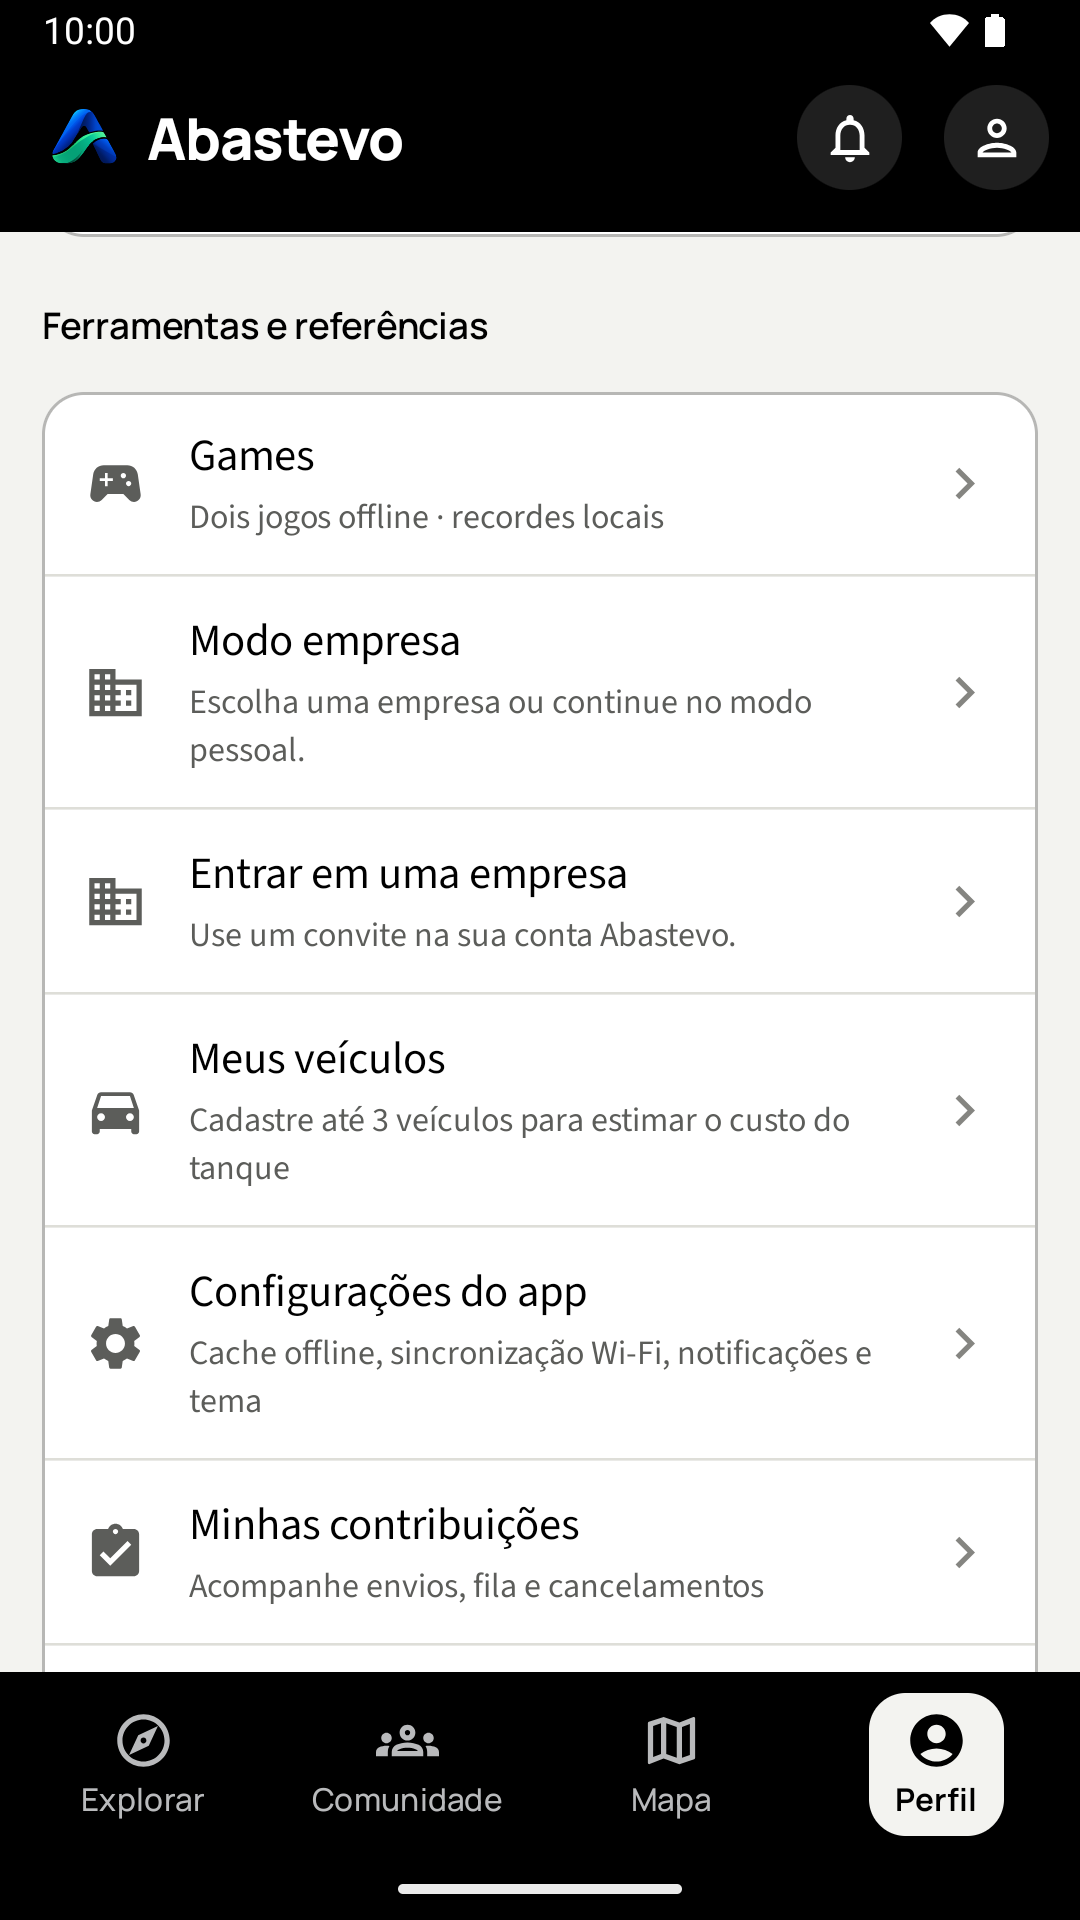 10:00
Abastevo
Ferramentas e referências
Games
Dois jogos offline · recordes locais
Modo empresa
Escolha uma empresa ou continue no modo
pessoal.
Entrar em uma empresa
Use um convite na sua conta Abastevo.
Meus veículos
Cadastre até 3 veículos para estimar o custo do
tanque
Configurações do app
Cache offline, sincronização Wi-Fi, notificações e
tema
Minhas contribuições
Acompanhe envios, fila e cancelamentos
Explorar
Comunidade
Mapa
Perfil